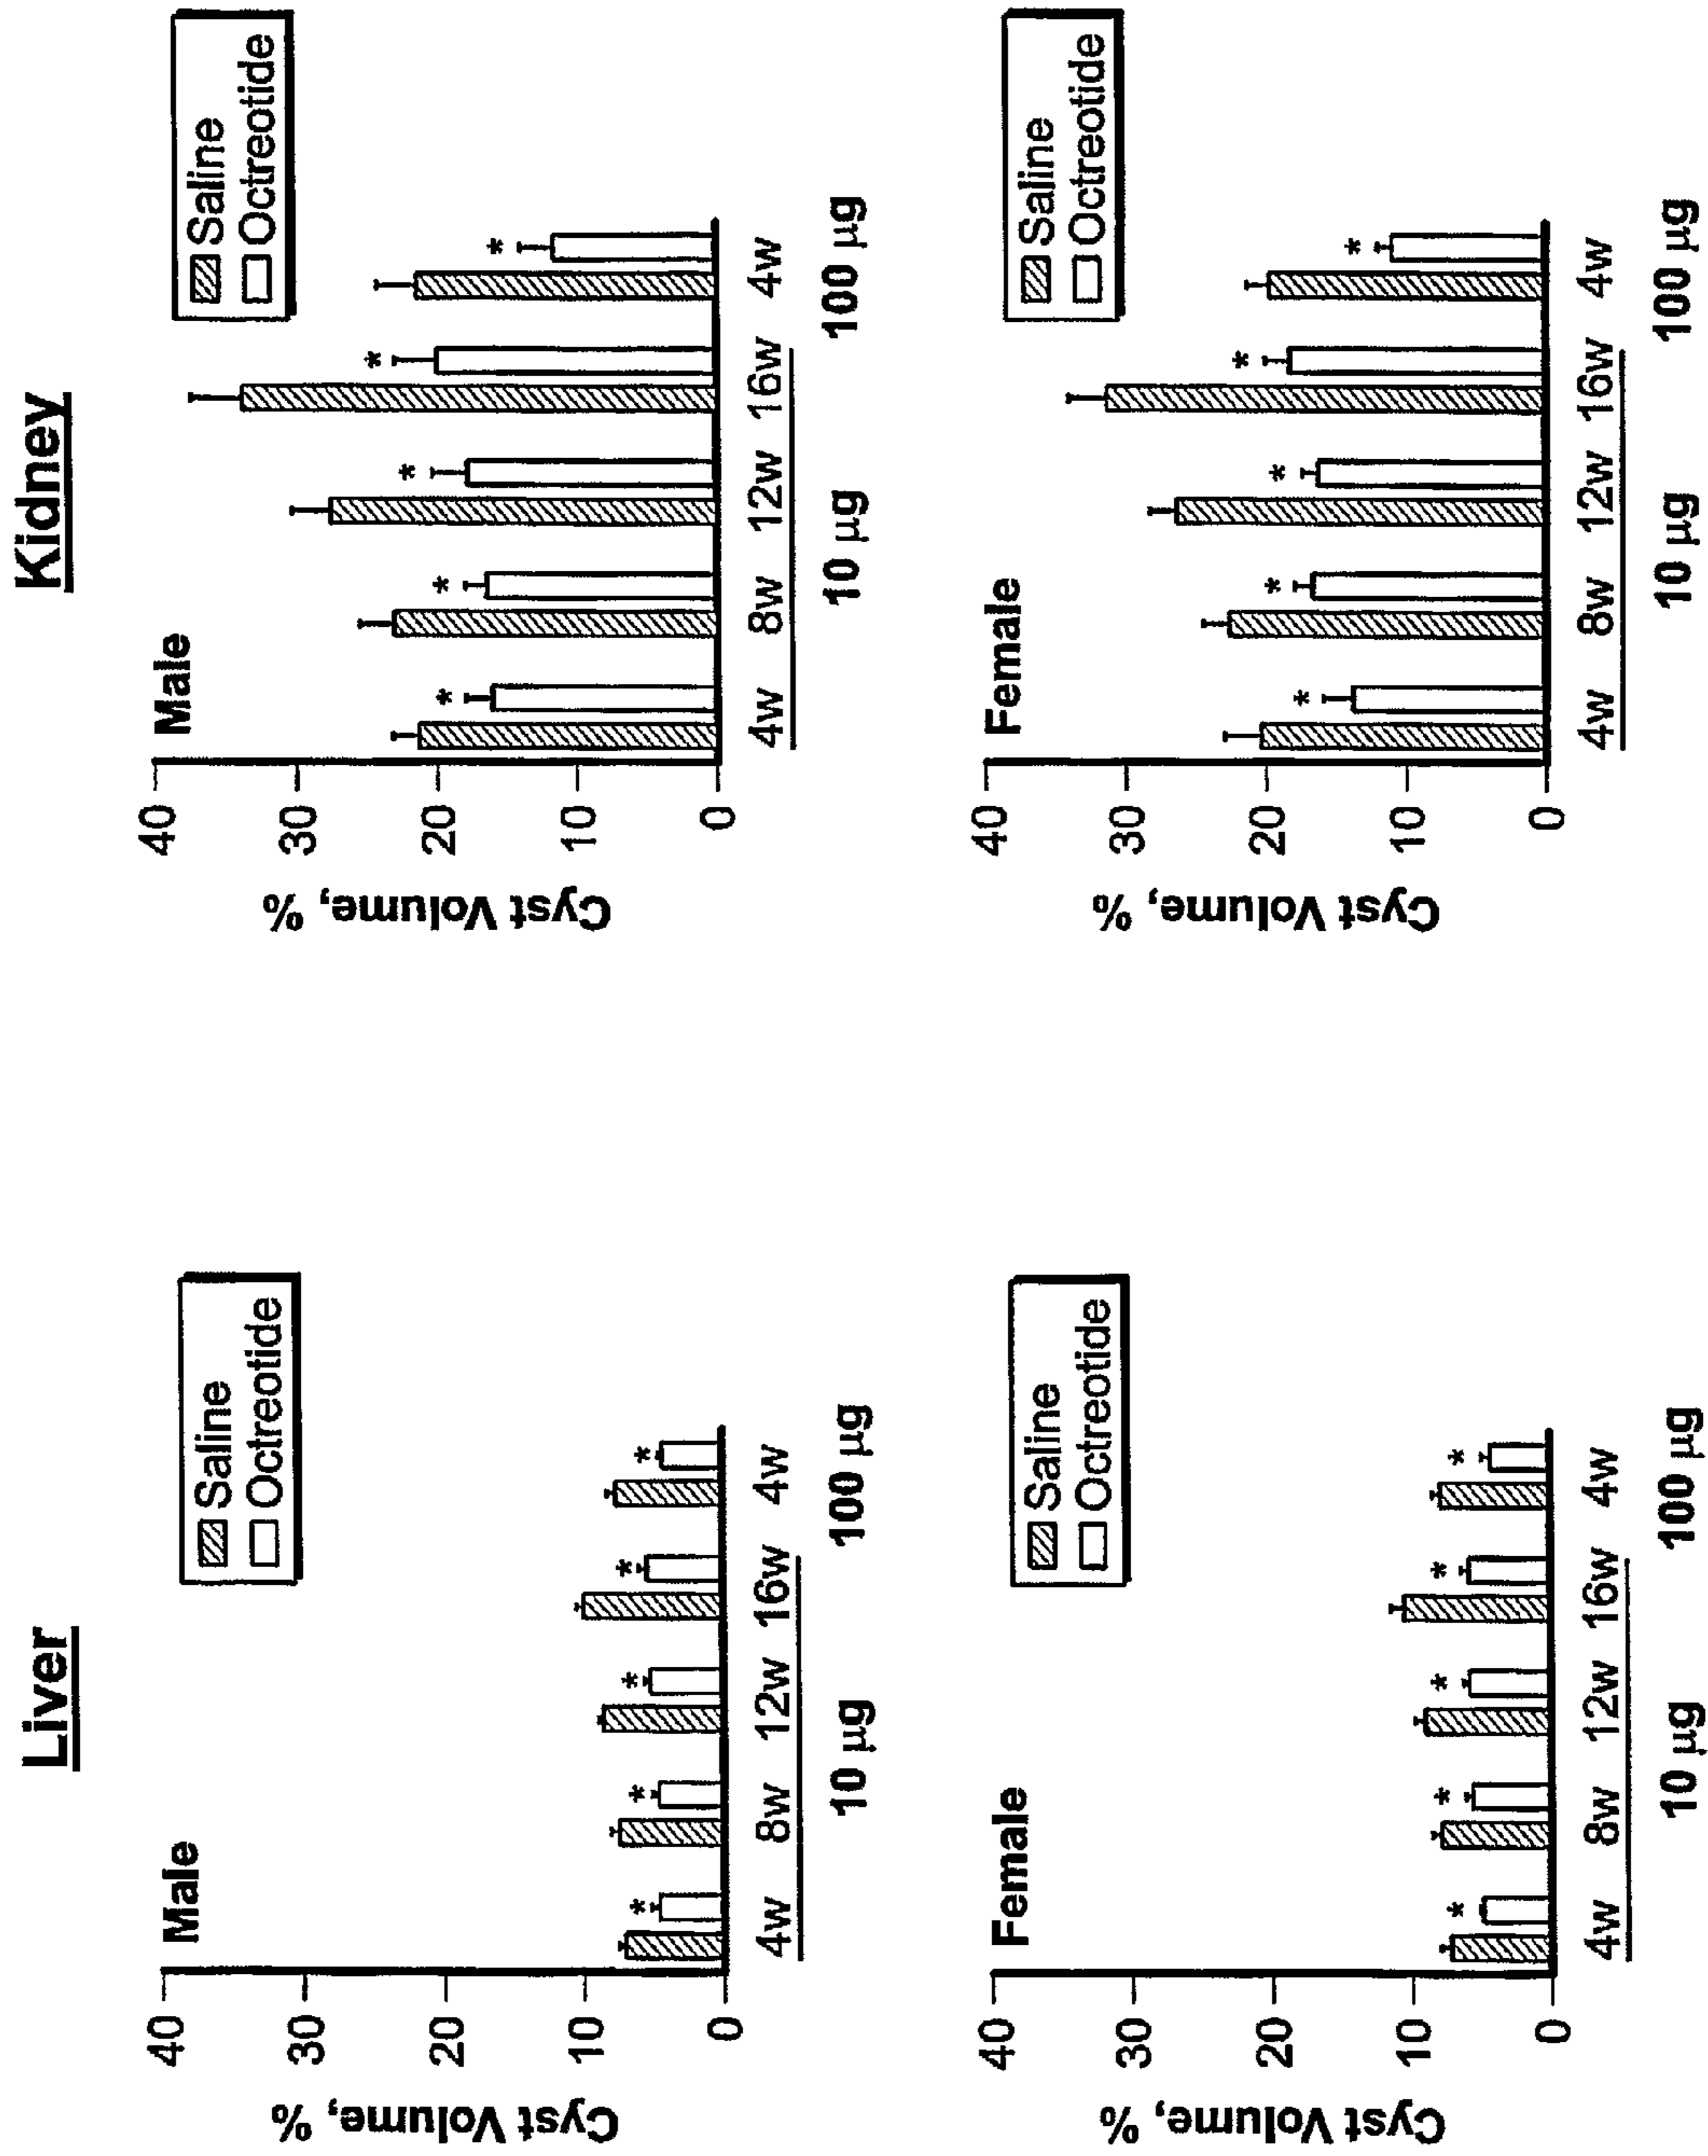 Liver
Male
Saline
Octreotide
Cyst Volume, %
40
30
20
10
0
4w 8w 12w 16w 4w
10 µg 100 µg
Female
Saline
Octreotide
Cyst Volume, %
40
30
20
10
0
4w 8w 12w 16w 4w
10 µg 100 µg
Kidney
Male
Saline
Octreotide
Cyst Volume, %
40
30
20
10
0
4w 8w 12w 16w 4w
10 µg 100 µg
Female
Saline
Octreotide
Cyst Volume, %
40
30
20
10
0
4w 8w 12w 16w 4w
10 µg 100 µg